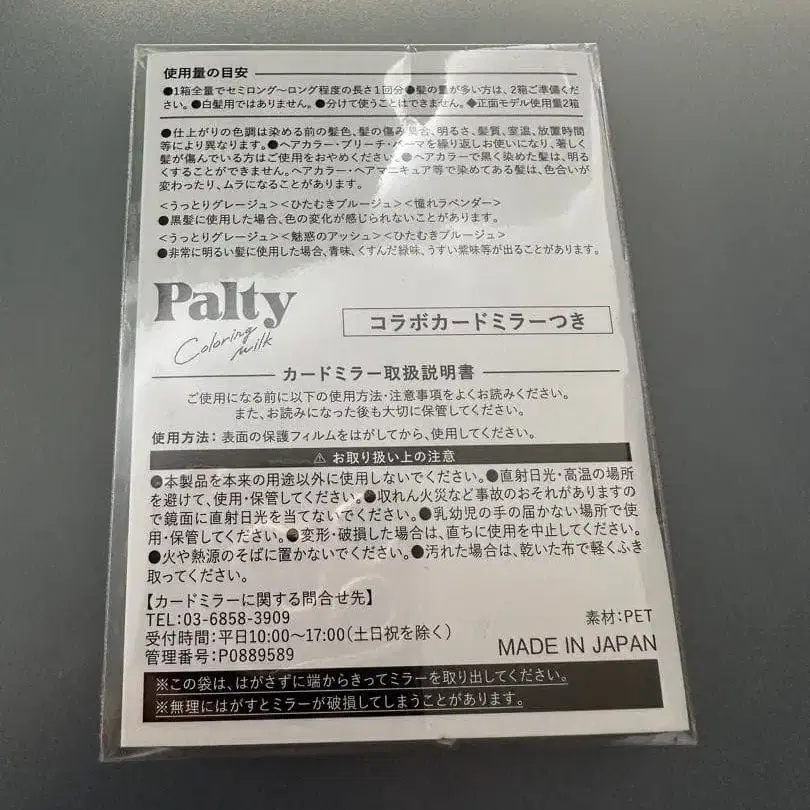 使用量の目安
●1箱全量でセミロング～ロング程度の長さ1回分●髪の量が多い方は、2箱ご準備くだ
さい。●白髪用ではありません。●分けて使うことはできません。◆正面モデル使用量2箱
●仕上がりの色調は染める前の髪色、髪の傷み具合、明るさ、髪質、室温、放置時間
等により異なります。●ヘアカラー・ブリーチ・パーマを繰り返しお使いになり、著しく
髪が傷んでいる方はご使用をおやめください。●ヘアカラーで黒く染めた髪は、明る
くすることができません。ヘアカラー・ヘアマニキュア等で染めてある髪は、色合いが
変わったり、ムラになることがあります。
<うっとりグレージュ><ひたむきブルージュ><憧れラベンダー>
●黒髪に使用した場合、色の変化が感じられないことがあります。
<うっとりグレージュ><魅惑のアッシュ><ひたむきブルージュ>
●非常に明るい髪に使用した場合、青味、くすんだ緑味、うすい紫味等が出ることがあります。
Palty
Coloring milk
コラボカードミラーつき
カードミラー取扱説明書
ご使用になる前に以下の使用方法・注意事項をよくお読みください。
また、お読みになった後も大切に保管してください。
使用方法：表面の保護フィルムをはがしてから、使用してください。
⚠ お取り扱い上の注意
●本製品を本来の用途以外に使用しないでください。●直射日光・高温の場所
を避けて、使用・保管してください。●収れん火災など事故のおそれがありますの
で鏡面に直射日光を当てないでください。●乳幼児の手の届かない場所で使
用・保管してください。●変形・破損した場合は、直ちに使用を中止してください。
●火や熱源のそばに置かないでください。●汚れた場合は、乾いた布で軽くふき
取ってください。
【カードミラーに関する問合せ先】
TEL:03-6858-3909
受付時間：平日10:00～17:00（土日祝を除く）
管理番号：P0889589
素材：PET
MADE IN JAPAN
※この袋は、はがさずに端からきってミラーを取り出してください。
※無理にはがすとミラーが破損してしまうことがあります。